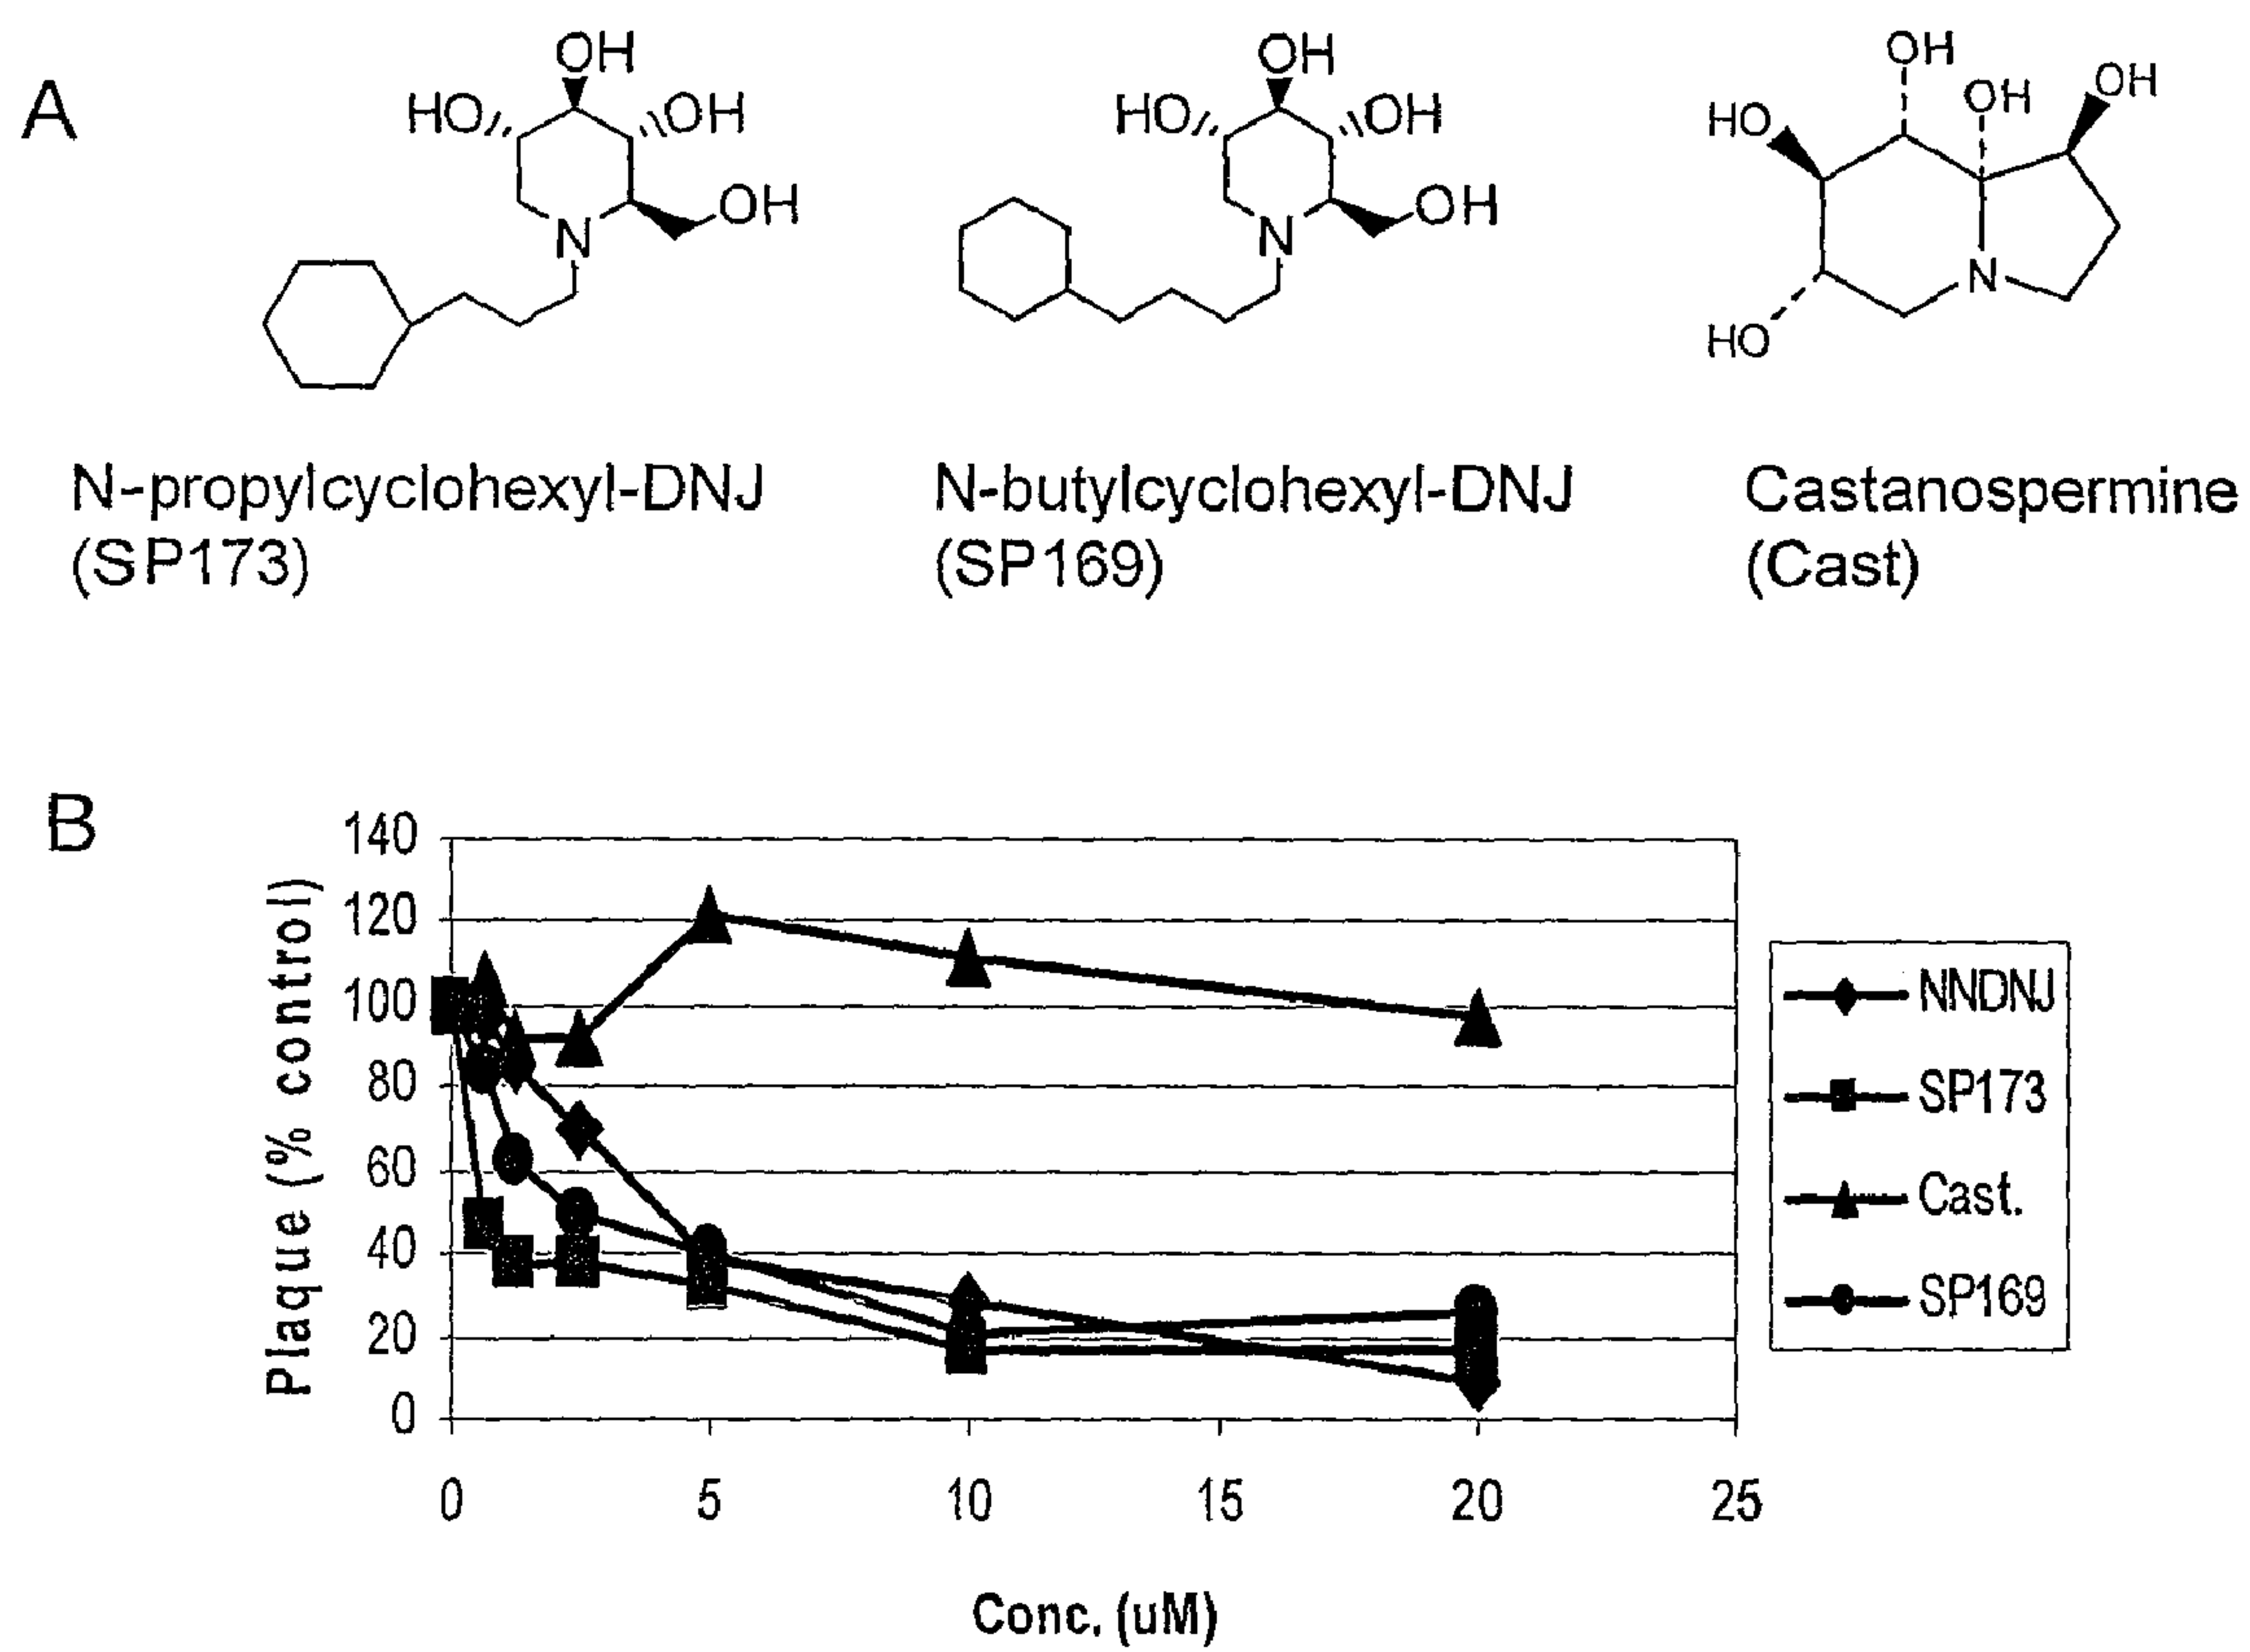 A
OH
HO
OH
OH
N
OH
HO
OH
OH
N
OH
OH
OH
HO
N
HO
N-propylcyclohexyl-DNJ
(SP173)
N-butylcyclohexyl-DNJ
(SP169)
Castanospermine
(Cast)
B
Plaque (% control)
140
120
100
80
60
40
20
0
0 5 10 15 20 25
Conc. (uM)
NNDNJ
SP173
Cast.
SP169